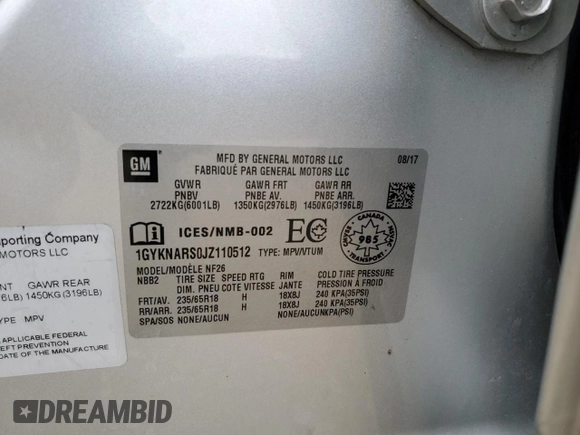 GM
MFD BY GENERAL MOTORS LLC 08/17
FABRIQUÉ PAR GENERAL MOTORS LLC
GVWR GAWR FRT GAWR RR
PNBV PNBE AV. PNBE ARR.
2722KG(6001LB) 1350KG(2976LB) 1450KG(3196LB)
ICES/NMB-002 EC
CANADA
985
TRANSPORT
1GYKNARS0JZ110512 TYPE: MPV/VTUM
MODEL/MODÈLE NF26
NBB2 TIRE SIZE SPEED RTG RIM COLD TIRE PRESSURE
DIM. PNEU COTE VITESSE JANTE PRESSION À FROID
FRT/AV. 235/65R18 H 18X8J 240 KPA(35PSI)
RR/ARR. 235/65R18 H 18X8J 240 KPA(35PSI)
SPA/SOS NONE/AUCUN NONE/AUCUNKPA(PSI)
porting Company
MOTORS LLC
GAWR REAR
1450KG(3196LB)
TYPE MPV
APLLICABLE FEDERAL
PREVENTION
DATE OF THE MANUFACTURE
DREAMBID